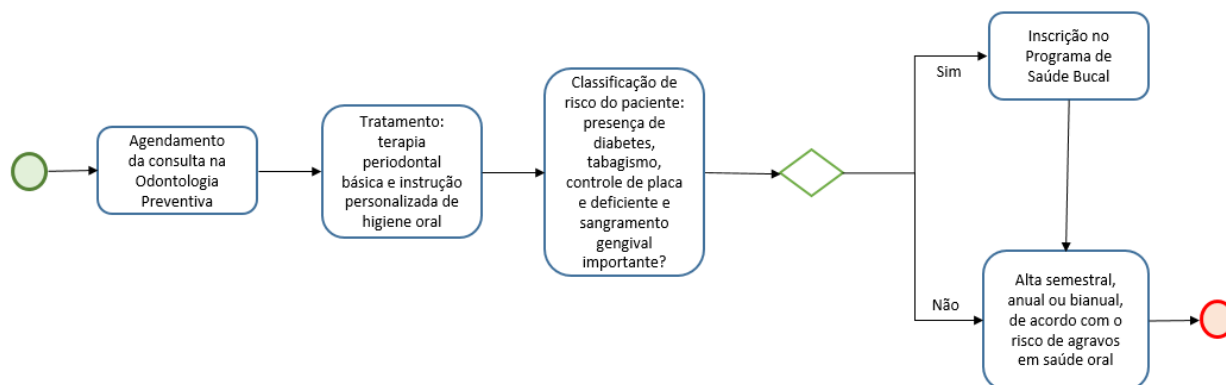 Agendamento
da consulta na
Odontologia
Preventiva
Tratamento:
terapia
periodontal
básica e instrução
personalizada de
higiene oral
Classificação de
risco do paciente:
presença de
diabetes,
tabagismo,
controle de placa
e deficiente e
sangramento
gengival
importante?
Sim
Inscrição no
Programa de
Saúde Bucal
Não
Alta semestral,
anual ou bianual,
de acordo com o
risco de agravos
em saúde oral